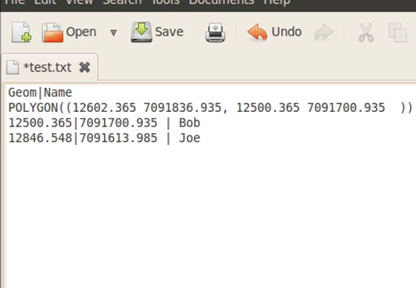 File Edit View Search Tools Documents Help
Open Save Undo
*test.txt
Geom|Name
POLYGON((12602.365 7091836.935, 12500.365 7091700.935  ))
12500.365|7091700.935 | Bob
12846.548|7091613.985 | Joe